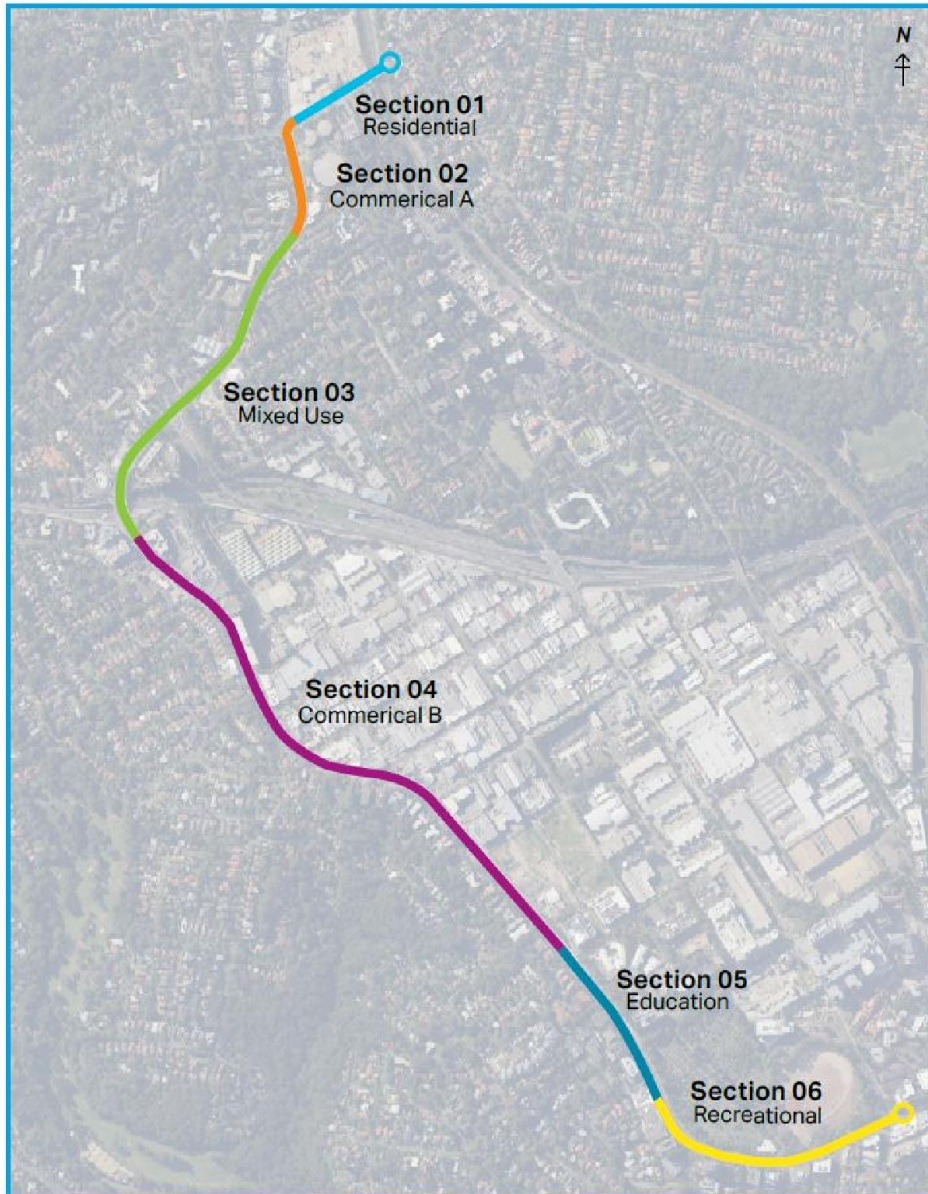 N
Section 01
Residential
Section 02
Commerical A
Section 03
Mixed Use
Section 04
Commerical B
Section 05
Education
Section 06
Recreational